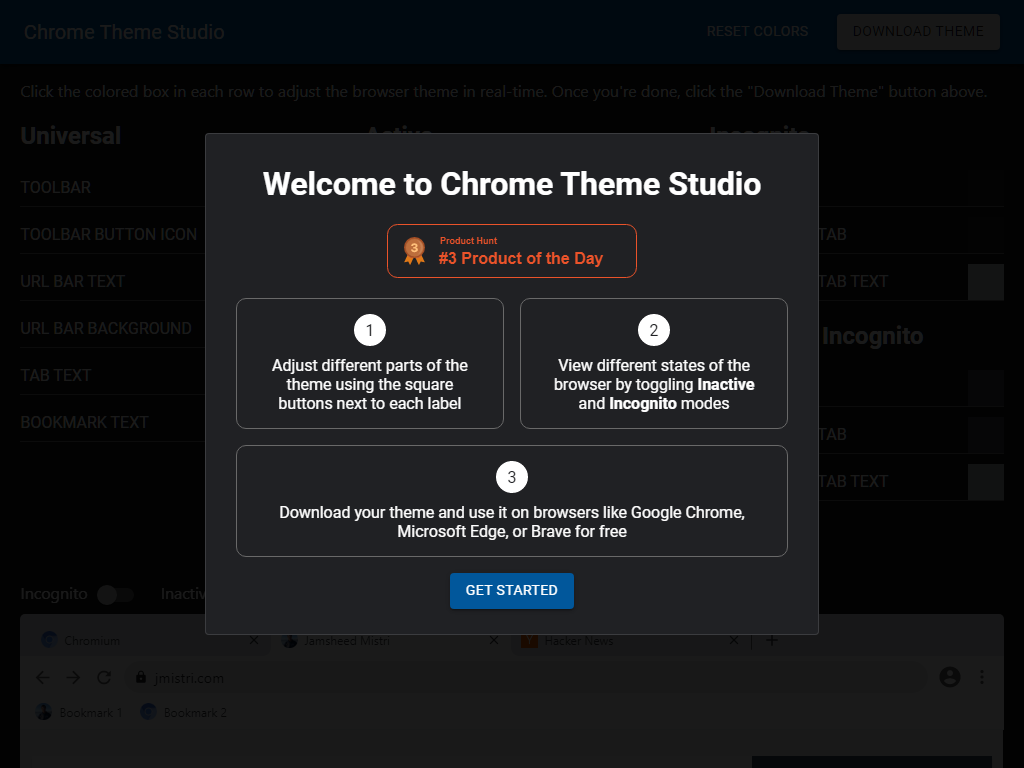 Chrome Theme Studio
RESET COLORS
DOWNLOAD THEME
Click the colored box in each row to adjust the browser theme in real-time. Once you're done, click the "Download Theme" button above.
Universal
Active
Incognito
TOOLBAR
TOOLBAR BUTTON ICON
URL BAR TEXT
URL BAR BACKGROUND
TAB TEXT
BOOKMARK TEXT
TAB
TAB TEXT
Incognito
TAB
TAB TEXT
Welcome to Chrome Theme Studio
3
Product Hunt
#3 Product of the Day
1
Adjust different parts of the
theme using the square
buttons next to each label
2
View different states of the
browser by toggling Inactive
and Incognito modes
3
Download your theme and use it on browsers like Google Chrome,
Microsoft Edge, or Brave for free
GET STARTED
Incognito
Chromium
Jamsheed Mistri
Hacker News
jmistri.com
Bookmark 1
Bookmark 2